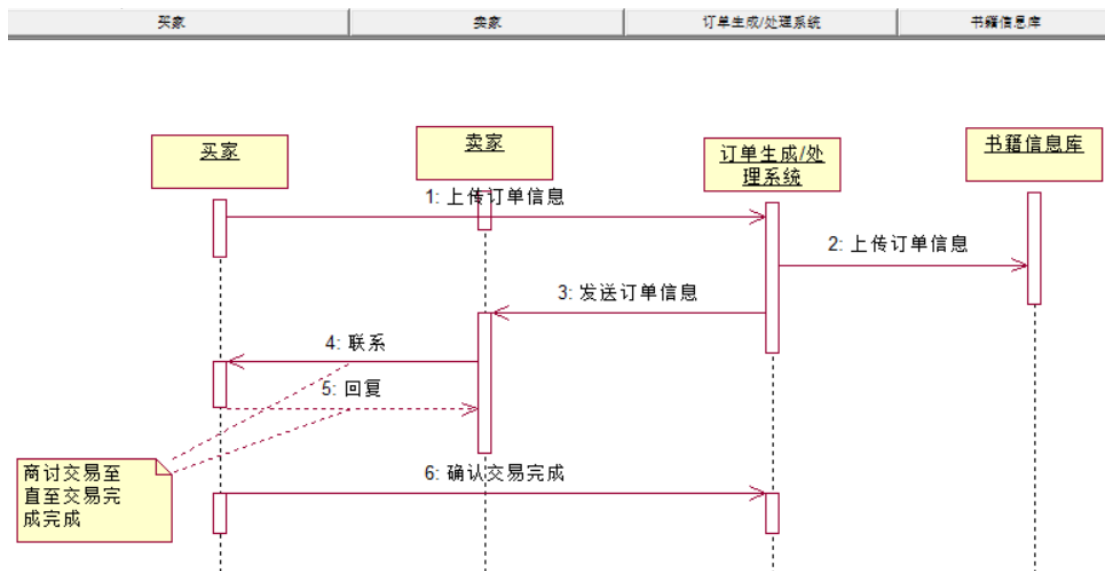 买家 卖家 订单生成/处理系统 书籍信息库
买家
卖家
订单生成/处
理系统
书籍信息库
1: 上传订单信息
2: 上传订单信息
3: 发送订单信息
4: 联系
5: 回复
商讨交易至
直至交易完
成完成
6: 确认交易完成